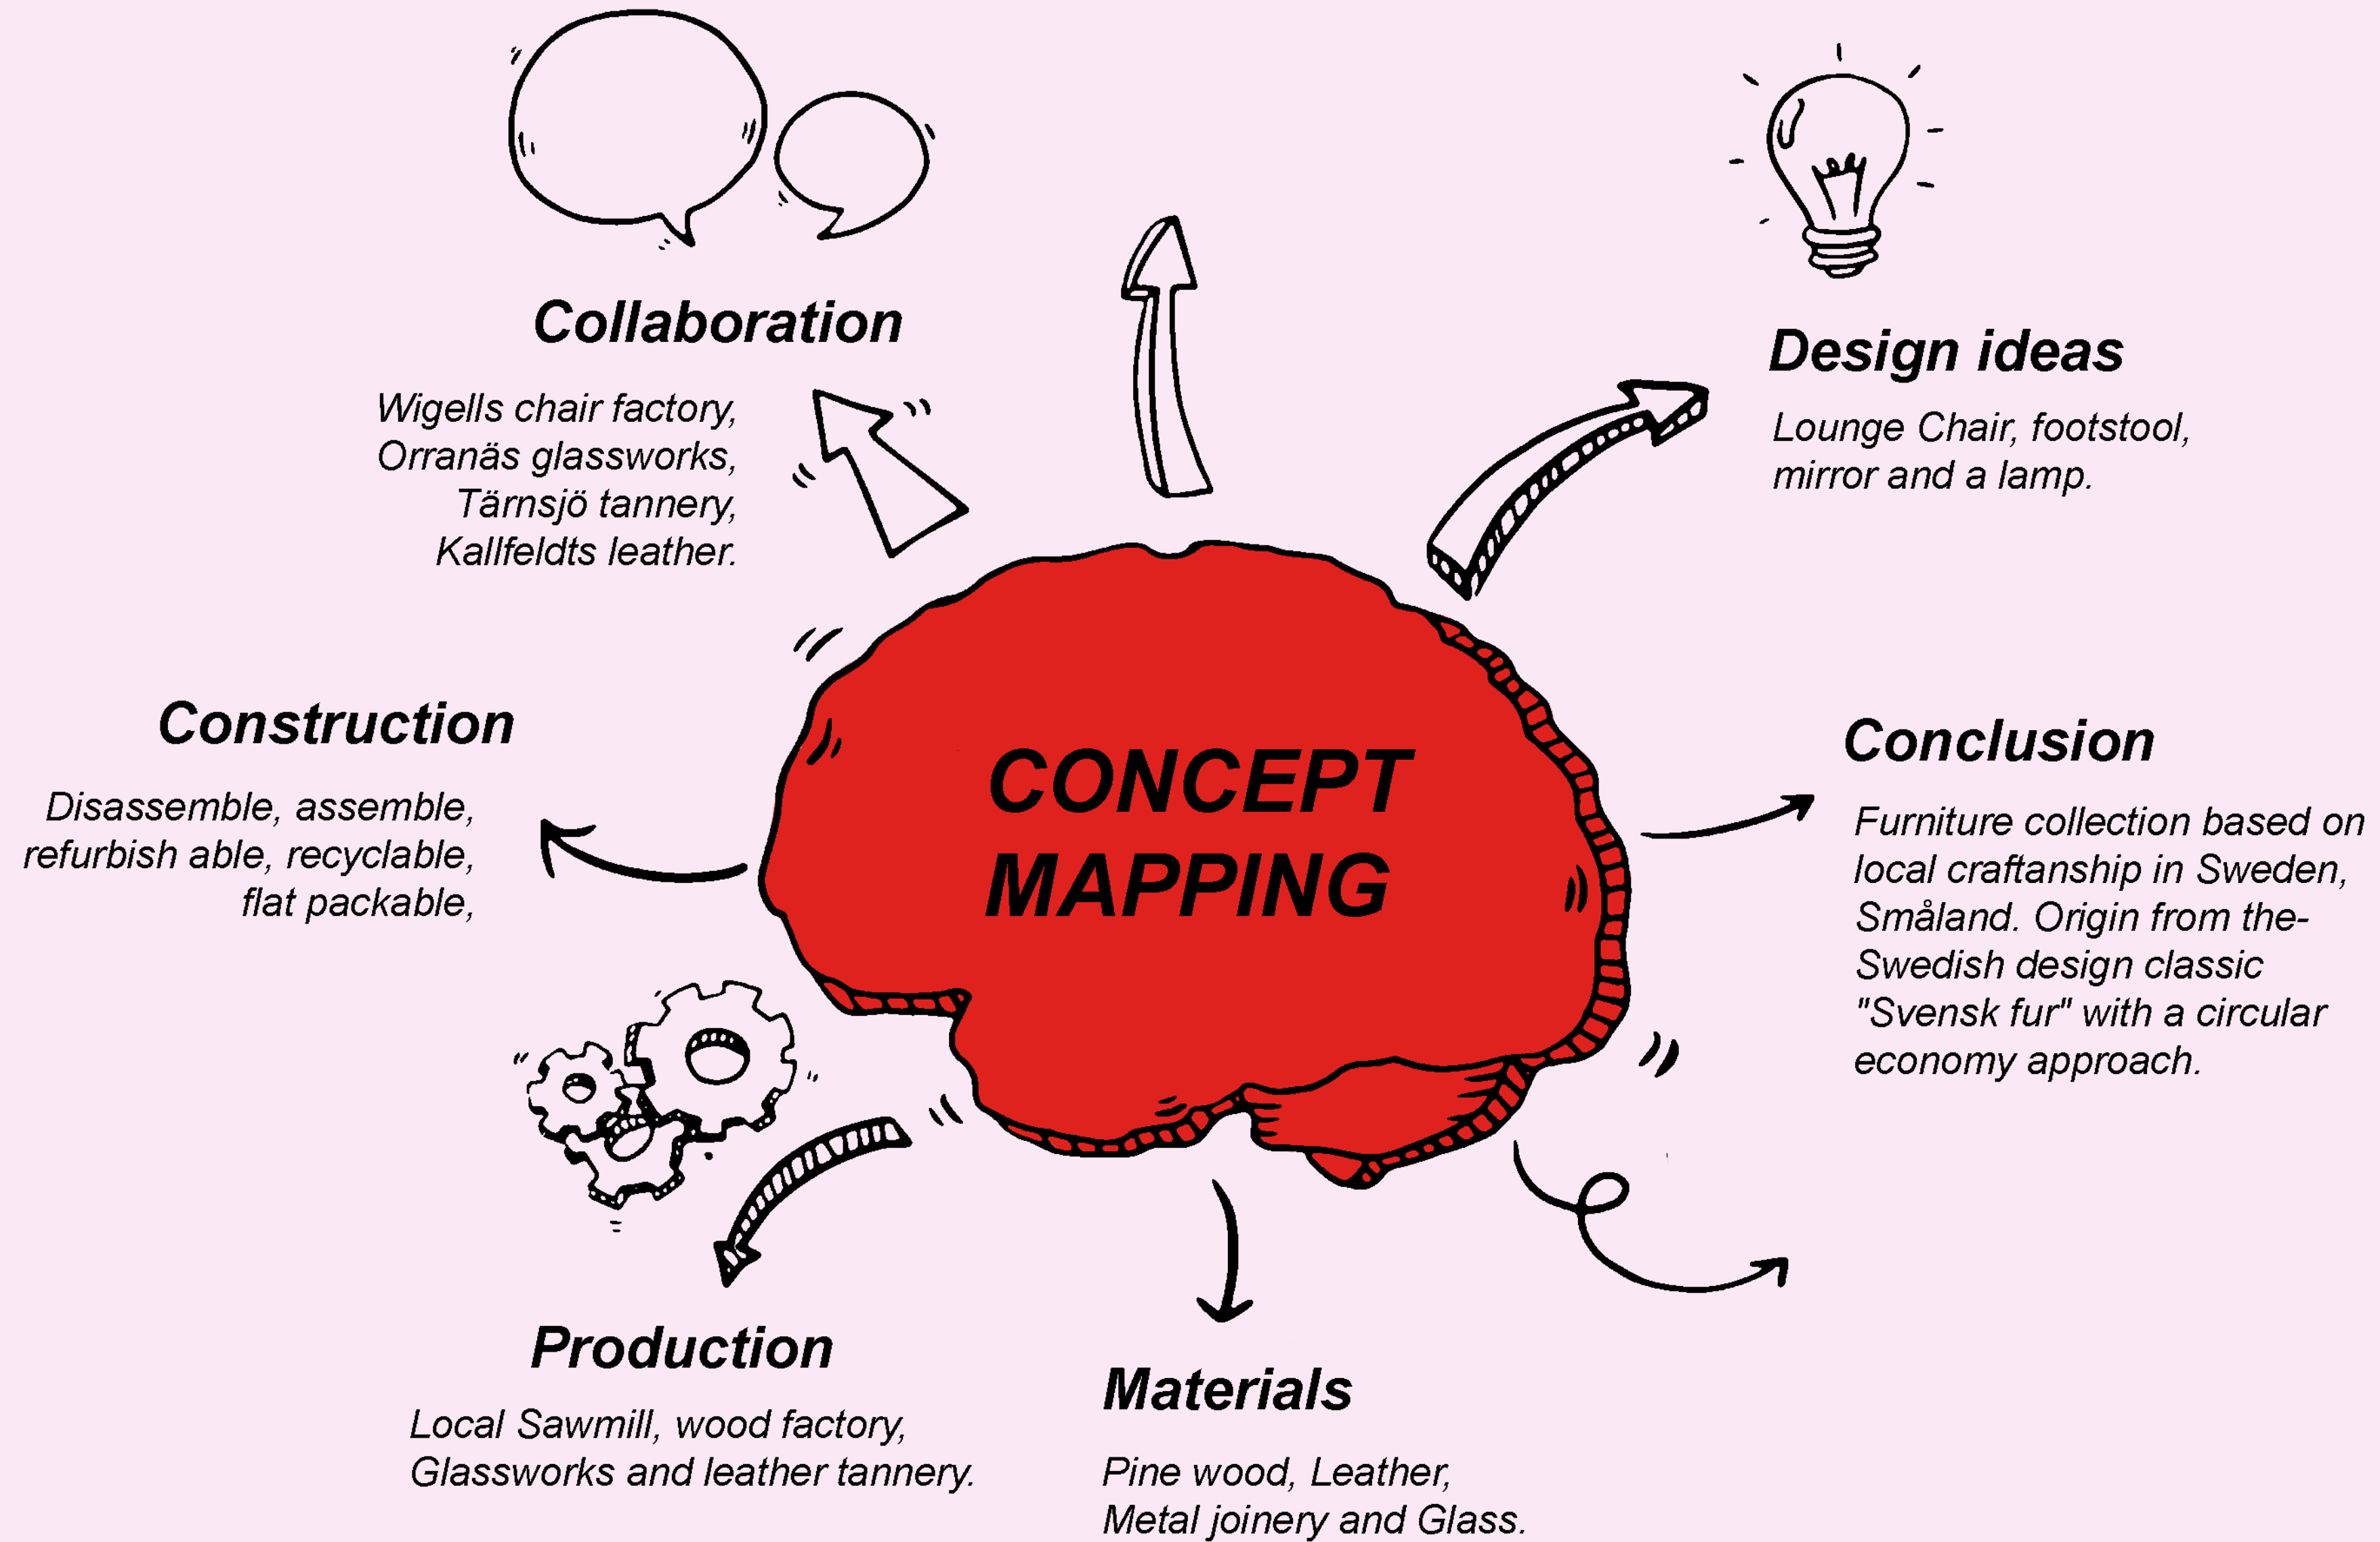 Collaboration
Wigells chair factory,
Orranäs glassworks,
Tärnsjö tannery,
Kallfeldts leather.
Design ideas
Lounge Chair, footstool,
mirror and a lamp.
Construction
Disassemble, assemble,
refurbish able, recyclable,
flat packable,
CONCEPT
MAPPING
Conclusion
Furniture collection based on
local craftanship in Sweden,
Småland. Origin from the-
Swedish design classic
"Svensk fur" with a circular
economy approach.
Production
Local Sawmill, wood factory,
Glassworks and leather tannery.
Materials
Pine wood, Leather,
Metal joinery and Glass.